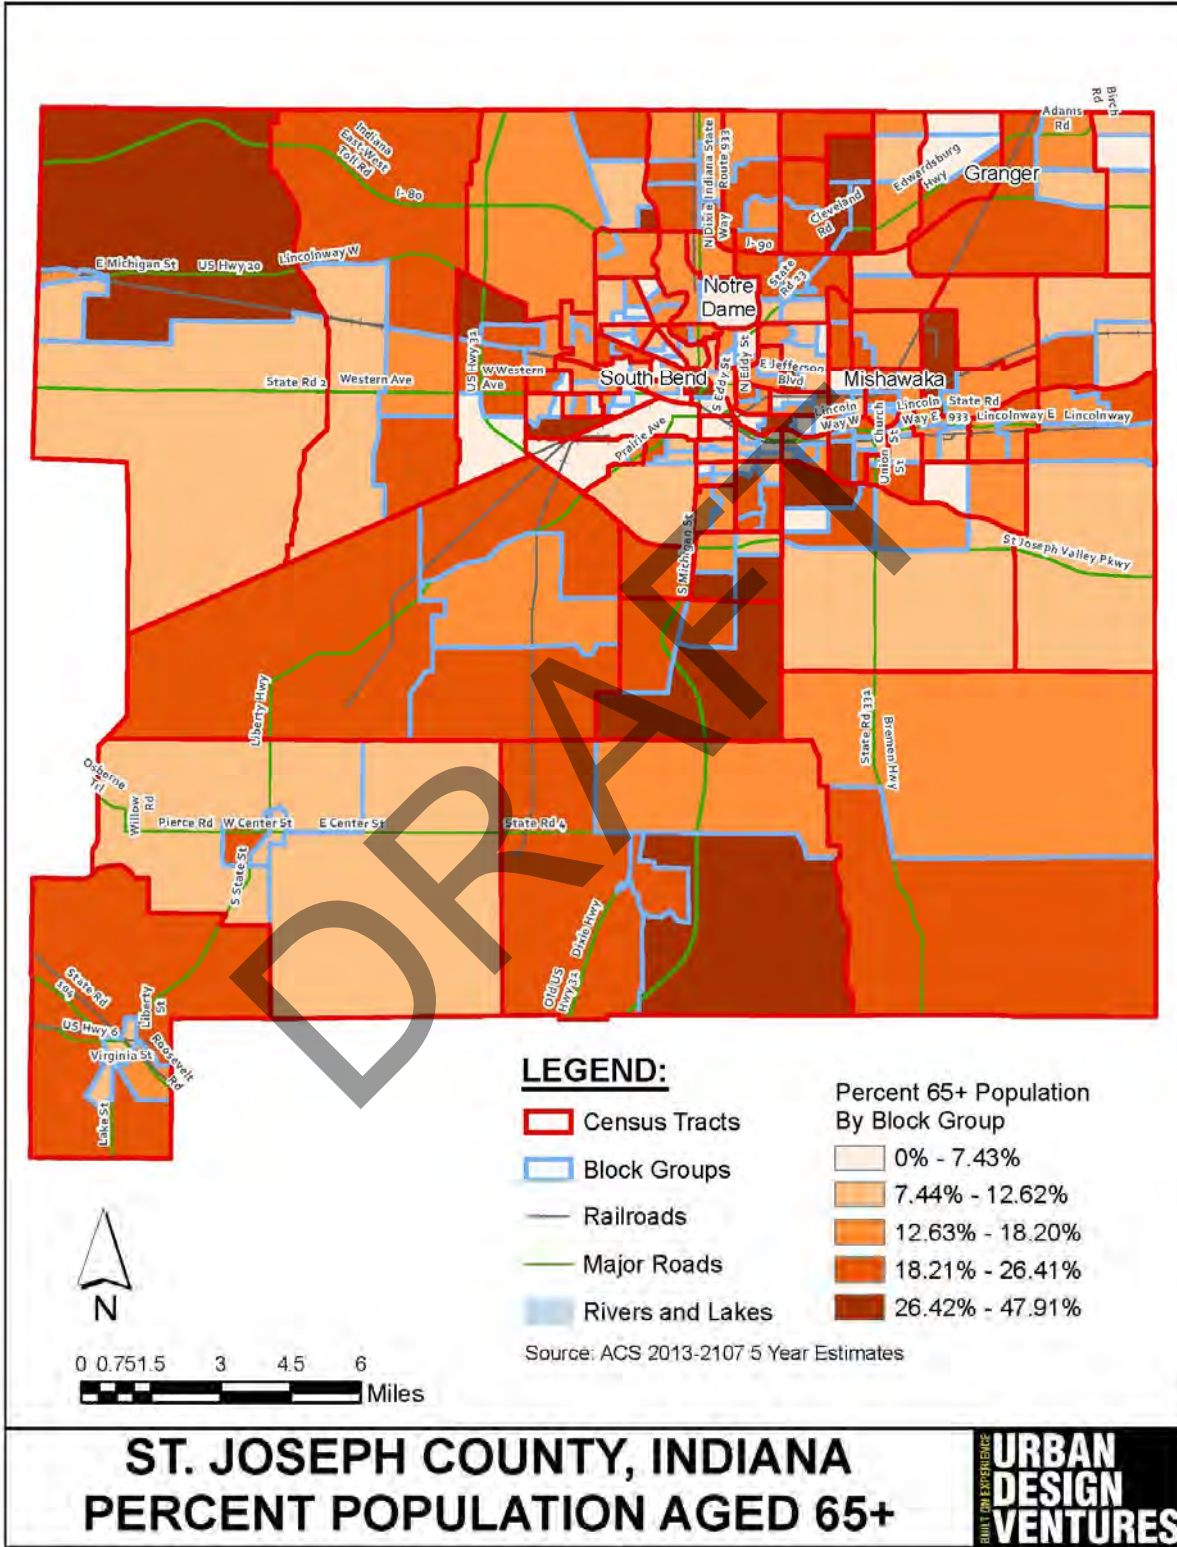 Birch
Rd
Adams
Rd
Indiana
East-West
Toll Rd
I- 80
N Dixie
Way
Indiana State
Route 933
Edwardsburg
Hwy
Granger
Cleveland
Rd
I- 90
State
Rd 23
E Michigan St
US Hwy 20
Lincolnway W
Notre
Dame
US Hwy 31
W Western
Ave
State Rd 2
Western Ave
South Bend
S Eddy St
N Eddy St
E Jefferson
Blvd
Mishawaka
Lincoln
Way W
Lincoln
Way E
State Rd
933
Lincolnway E
Lincolnway
Union
St
Church
St
Prairie Ave
S Michigan St
St Joseph Valley Pkwy
Liberty Hwy
State Rd 331
Bremen Hwy
Osborne
Trl
Willow
Rd
Pierce Rd
W Center St
E Center St
State Rd 4
S State St
Old US
Hwy 31
Dixie Hwy
State Rd
104
Liberty
St
US Hwy 6
Virginia St
Roosevelt
Rd
Lake St
DRAFT
LEGEND:
Census Tracts
Block Groups
Railroads
Major Roads
Rivers and Lakes
Percent 65+ Population
By Block Group
0% - 7.43%
7.44% - 12.62%
12.63% - 18.20%
18.21% - 26.41%
26.42% - 47.91%
Source: ACS 2013-2107 5 Year Estimates
N
0 0.75 1.5 3 4.5 6
Miles
ST. JOSEPH COUNTY, INDIANA
PERCENT POPULATION AGED 65+
BUILT ON EXPERIENCE
URBAN
DESIGN
VENTURES